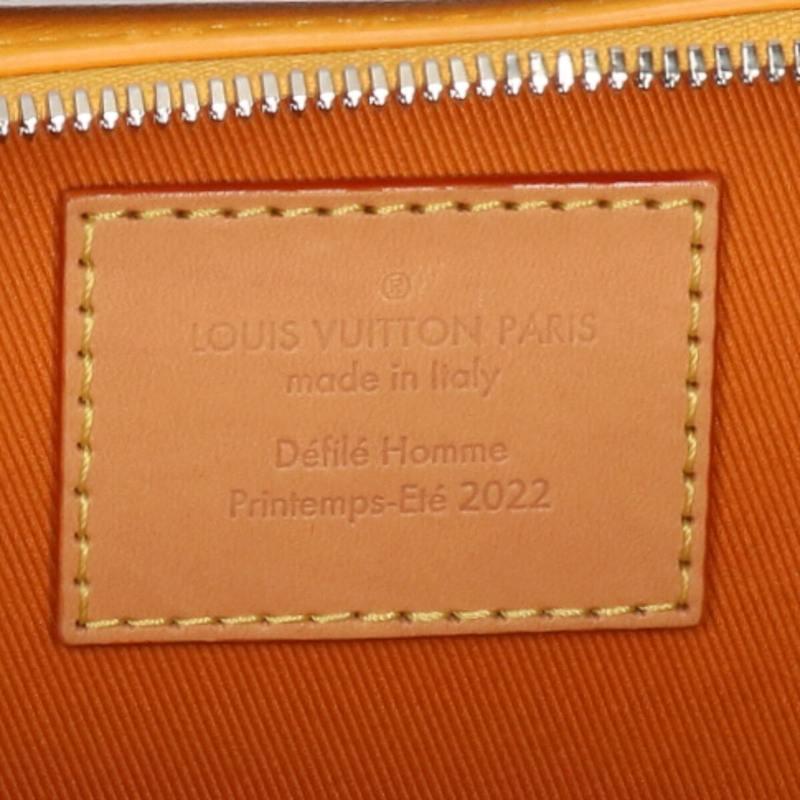 ®
LOUIS VUITTON PARIS
made in Italy
Défilé Homme
Printemps-Eté 2022